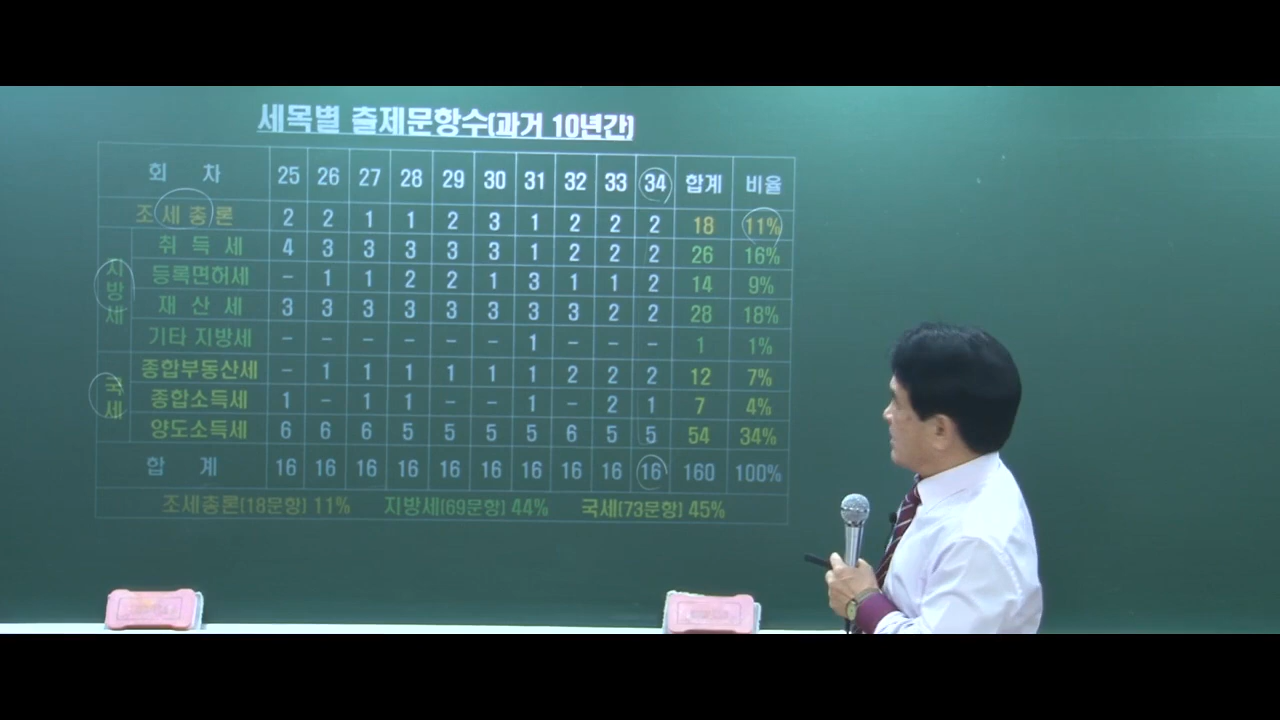 세목별 출제문항수(과거 10년간)
회 차 25 26 27 28 29 30 31 32 33 34 합계 비율
조세총론 2 2 1 1 2 3 1 2 2 2 18 11%
지방세
취득세 4 3 3 3 3 3 1 2 2 2 26 16%
등록면허세 - 1 1 2 2 1 3 1 1 2 14 9%
재산세 3 3 3 3 3 3 3 3 2 2 28 18%
기타 지방세 - - - - - - 1 - - - 1 1%
국세
종합부동산세 - 1 1 1 1 1 1 2 2 2 12 7%
종합소득세 1 - 1 1 - - 1 - 2 1 7 4%
양도소득세 6 6 6 5 5 5 5 6 5 5 54 34%
합 계 16 16 16 16 16 16 16 16 16 16 160 100%
조세총론(18문항) 11% 지방세(69문항) 44% 국세(73문항) 45%